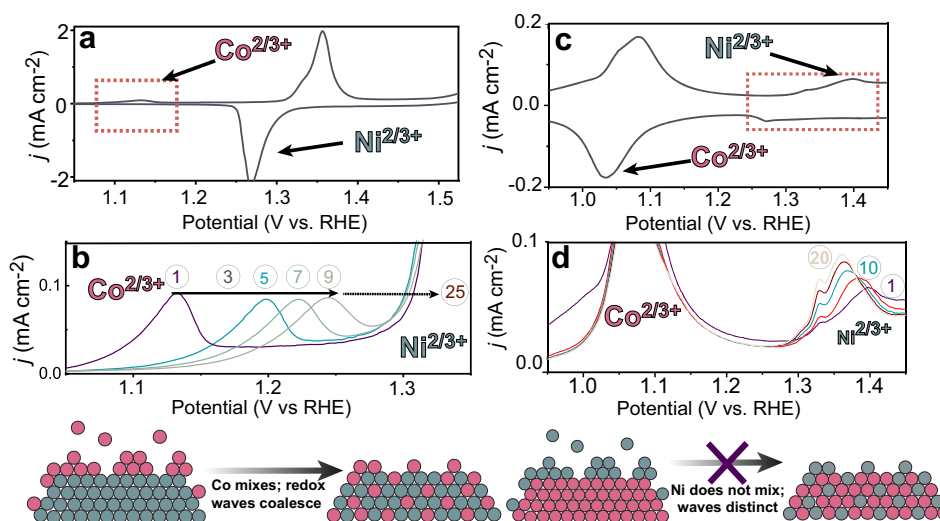 a
Co2/3+
Ni2/3+
2
0
2
j (mA cm-2)
1.1 1.2 1.3 1.4 1.5
Potential (V vs. RHE)
c
Ni2/3+
Co2/3+
0.2
0.0
-0.2
j (mA cm-2)
1.0 1.1 1.2 1.3 1.4
Potential (V vs. RHE)
b
Co2/3+
1 3 5 7 9 25
Ni2/3+
0.1
0.0
j (mA cm-2)
1.1 1.2 1.3
Potential (V vs RHE)
d
20 10 1
Co2/3+
Ni2/3+
0.1
0.0
j (mA cm-2)
1.0 1.1 1.2 1.3 1.4
Potential (V vs. RHE)
Co mixes; redox
waves coalesce
Ni does not mix;
waves distinct